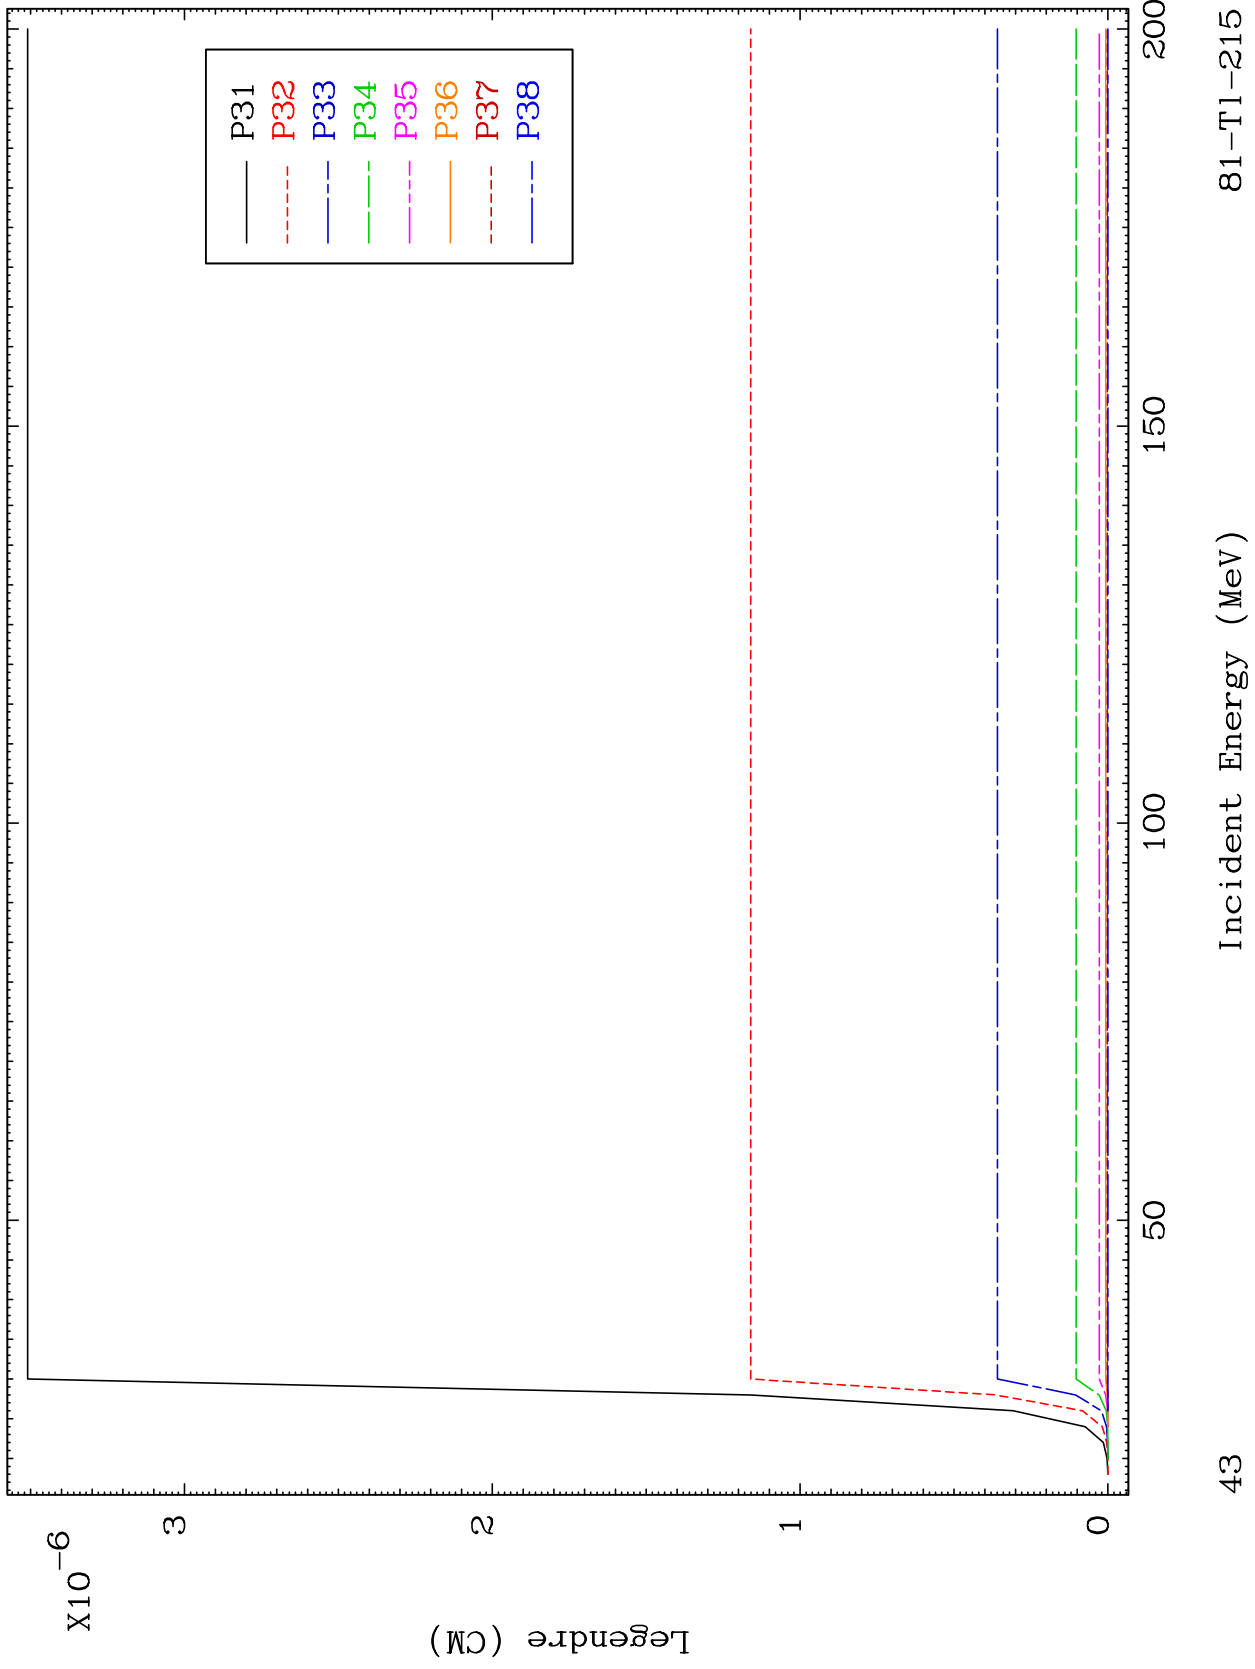 X10-6
3
2
1
0
Legendre (CM)
P31
P32
P33
P34
P35
P36
P37
P38
50
100
150
200
Incident Energy (MeV)
43
81-Tl-215